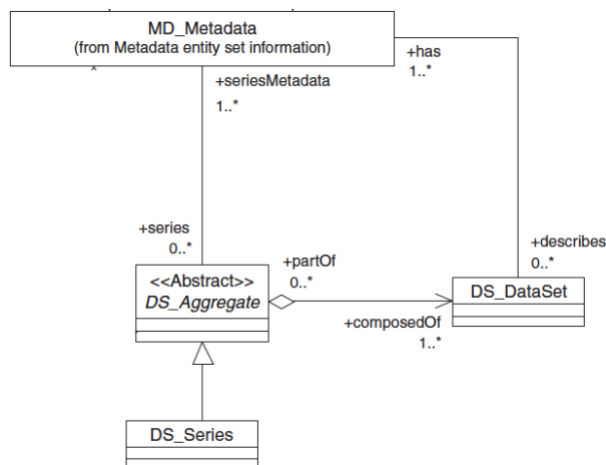 MD_Metadata
(from Metadata entity set information)
+has
1..*
+seriesMetadata
1..*
+series
0..*
+describes
0..*
<<Abstract>>
DS_Aggregate
+partOf
0..*
DS_DataSet
+composedOf
1..*
DS_Series